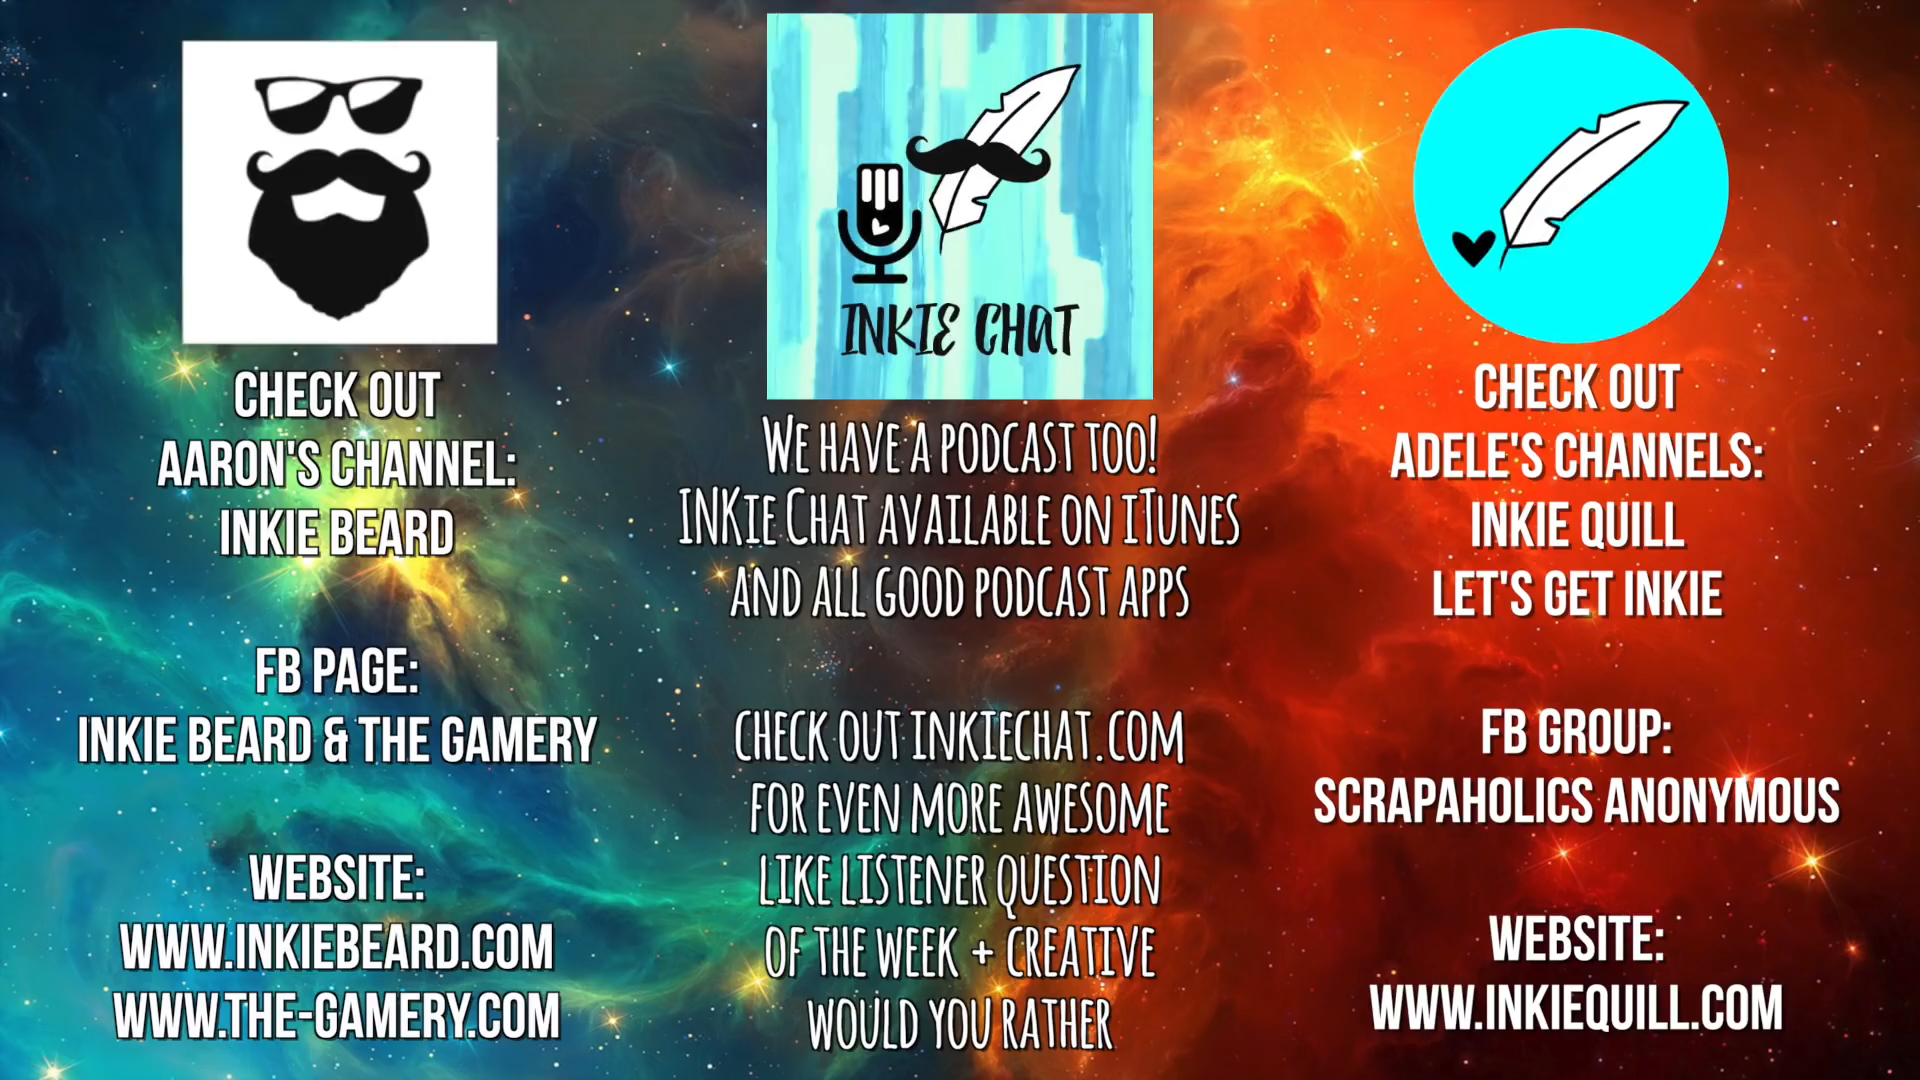 CHECK OUT
AARON'S CHANNEL:
INKIE BEARD
FB PAGE:
INKIE BEARD & THE GAMERY
WEBSITE:
WWW.INKIEBEARD.COM
WWW.THE-GAMERY.COM
INKIE CHAT
WE HAVE A PODCAST TOO!
INKIE CHAT AVAILABLE ON ITUNES
AND ALL GOOD PODCAST APPS
CHECK OUT INKIECHAT.COM
FOR EVEN MORE AWESOME
LIKE LISTENER QUESTION
OF THE WEEK + CREATIVE
WOULD YOU RATHER
CHECK OUT
ADELE'S CHANNELS:
INKIE QUILL
LET'S GET INKIE
FB GROUP:
SCRAPAHOLICS ANONYMOUS
WEBSITE:
WWW.INKIEQUILL.COM